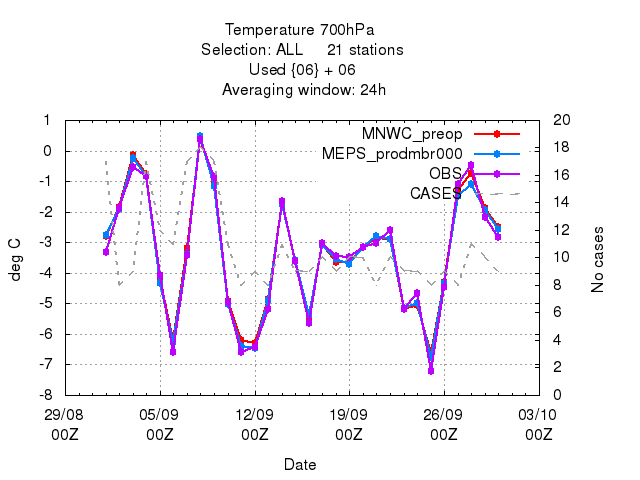 Temperature 700hPa
Selection: ALL 21 stations
Used {06} + 06
Averaging window: 24h
1 0 -1 -2 -3 -4 -5 -6 -7 -8
deg C
MNWC_preop
MEPS_prodmbr000
OBS
CASES
20 18 16 14 12 10 8 6 4 2 0
No cases
29/08 05/09 12/09 19/09 26/09 03/10
00Z 00Z 00Z 00Z 00Z 00Z
Date